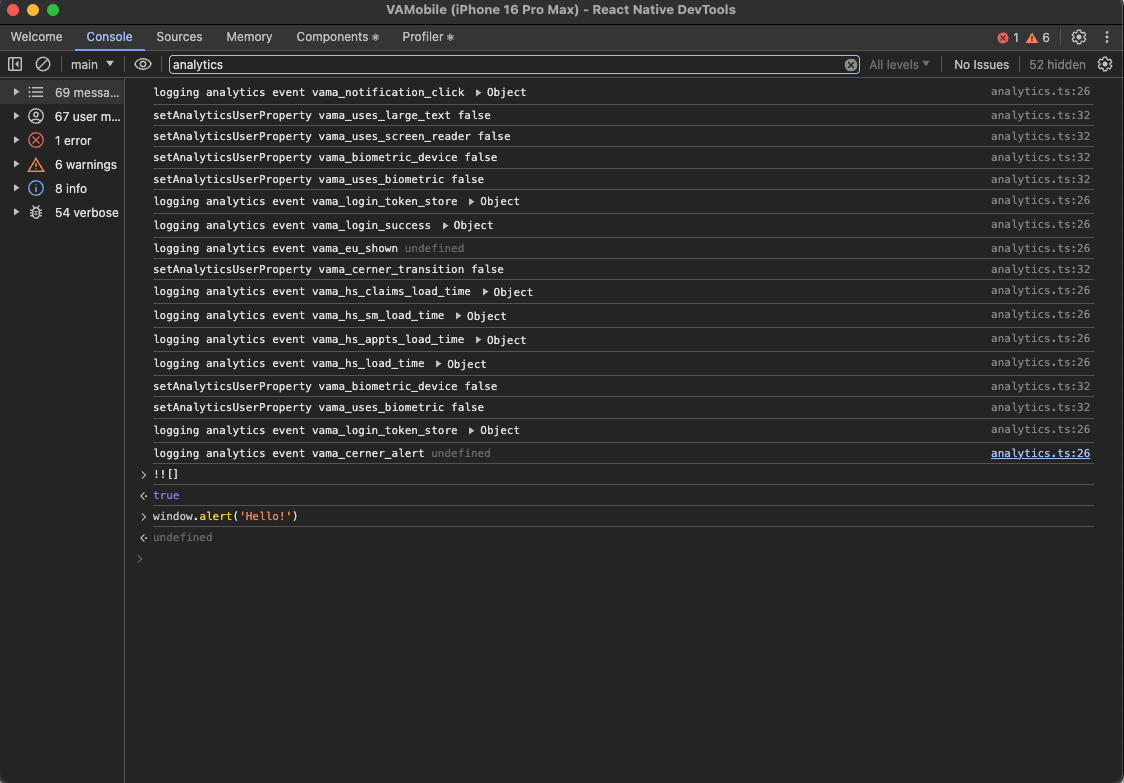 VAMobile (iPhone 16 Pro Max) - React Native DevTools
Welcome Console Sources Memory Components ⚛ Profiler ⚛ 1 6
main analytics All levels No Issues 52 hidden
69 messa...
67 user m...
1 error
6 warnings
8 info
54 verbose
logging analytics event vama_notification_click ▶ Object analytics.ts:26
setAnalyticsUserProperty vama_uses_large_text false analytics.ts:32
setAnalyticsUserProperty vama_uses_screen_reader false analytics.ts:32
setAnalyticsUserProperty vama_biometric_device false analytics.ts:32
setAnalyticsUserProperty vama_uses_biometric false analytics.ts:32
logging analytics event vama_login_token_store ▶ Object analytics.ts:26
logging analytics event vama_login_success ▶ Object analytics.ts:26
logging analytics event vama_eu_shown undefined analytics.ts:26
setAnalyticsUserProperty vama_cerner_transition false analytics.ts:32
logging analytics event vama_hs_claims_load_time ▶ Object analytics.ts:26
logging analytics event vama_hs_sm_load_time ▶ Object analytics.ts:26
logging analytics event vama_hs_appts_load_time ▶ Object analytics.ts:26
logging analytics event vama_hs_load_time ▶ Object analytics.ts:26
setAnalyticsUserProperty vama_biometric_device false analytics.ts:32
setAnalyticsUserProperty vama_uses_biometric false analytics.ts:32
logging analytics event vama_login_token_store ▶ Object analytics.ts:26
logging analytics event vama_cerner_alert undefined analytics.ts:26
> !![]
<· true
> window.alert('Hello!')
<· undefined
>